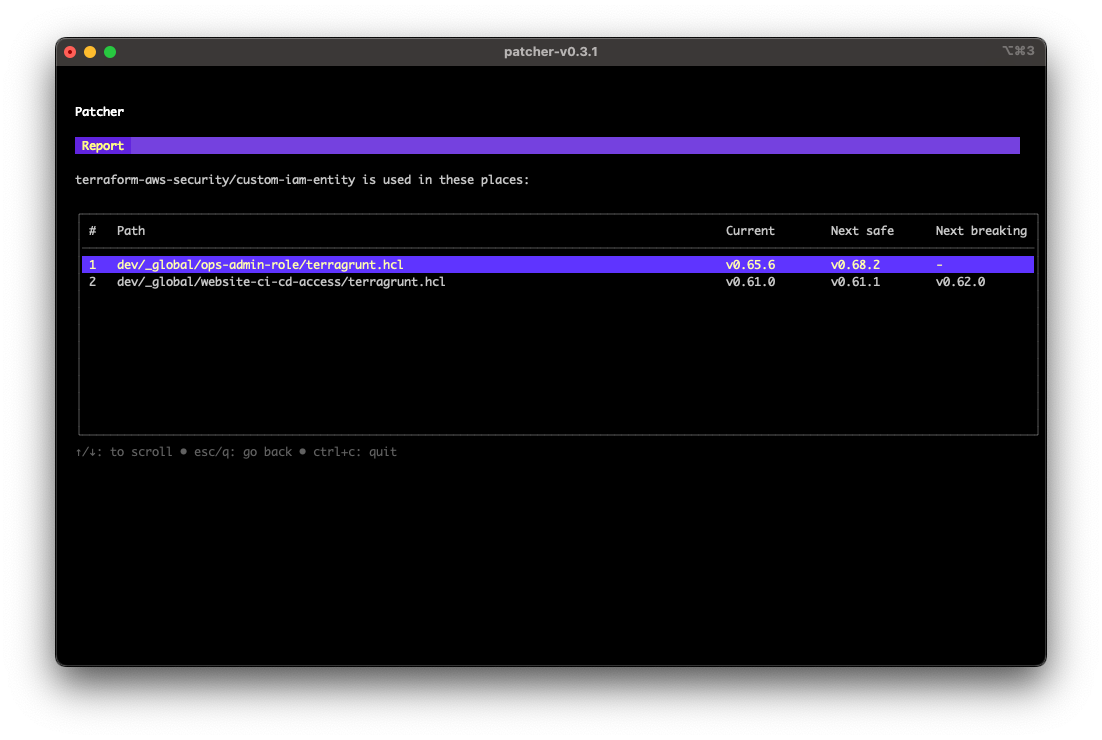 patcher-v0.3.1 ⌥⌘3
Patcher
Report
terraform-aws-security/custom-iam-entity is used in these places:
# Path Current Next safe Next breaking
1 dev/_global/ops-admin-role/terragrunt.hcl v0.65.6 v0.68.2 -
2 dev/_global/website-ci-cd-access/terragrunt.hcl v0.61.0 v0.61.1 v0.62.0
↑/↓: to scroll • esc/q: go back • ctrl+c: quit